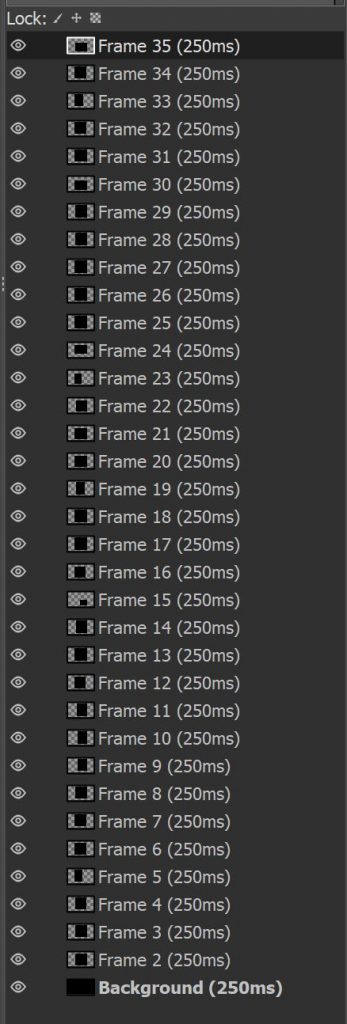 Lock:
Frame 35 (250ms)
Frame 34 (250ms)
Frame 33 (250ms)
Frame 32 (250ms)
Frame 31 (250ms)
Frame 30 (250ms)
Frame 29 (250ms)
Frame 28 (250ms)
Frame 27 (250ms)
Frame 26 (250ms)
Frame 25 (250ms)
Frame 24 (250ms)
Frame 23 (250ms)
Frame 22 (250ms)
Frame 21 (250ms)
Frame 20 (250ms)
Frame 19 (250ms)
Frame 18 (250ms)
Frame 17 (250ms)
Frame 16 (250ms)
Frame 15 (250ms)
Frame 14 (250ms)
Frame 13 (250ms)
Frame 12 (250ms)
Frame 11 (250ms)
Frame 10 (250ms)
Frame 9 (250ms)
Frame 8 (250ms)
Frame 7 (250ms)
Frame 6 (250ms)
Frame 5 (250ms)
Frame 4 (250ms)
Frame 3 (250ms)
Frame 2 (250ms)
Background (250ms)